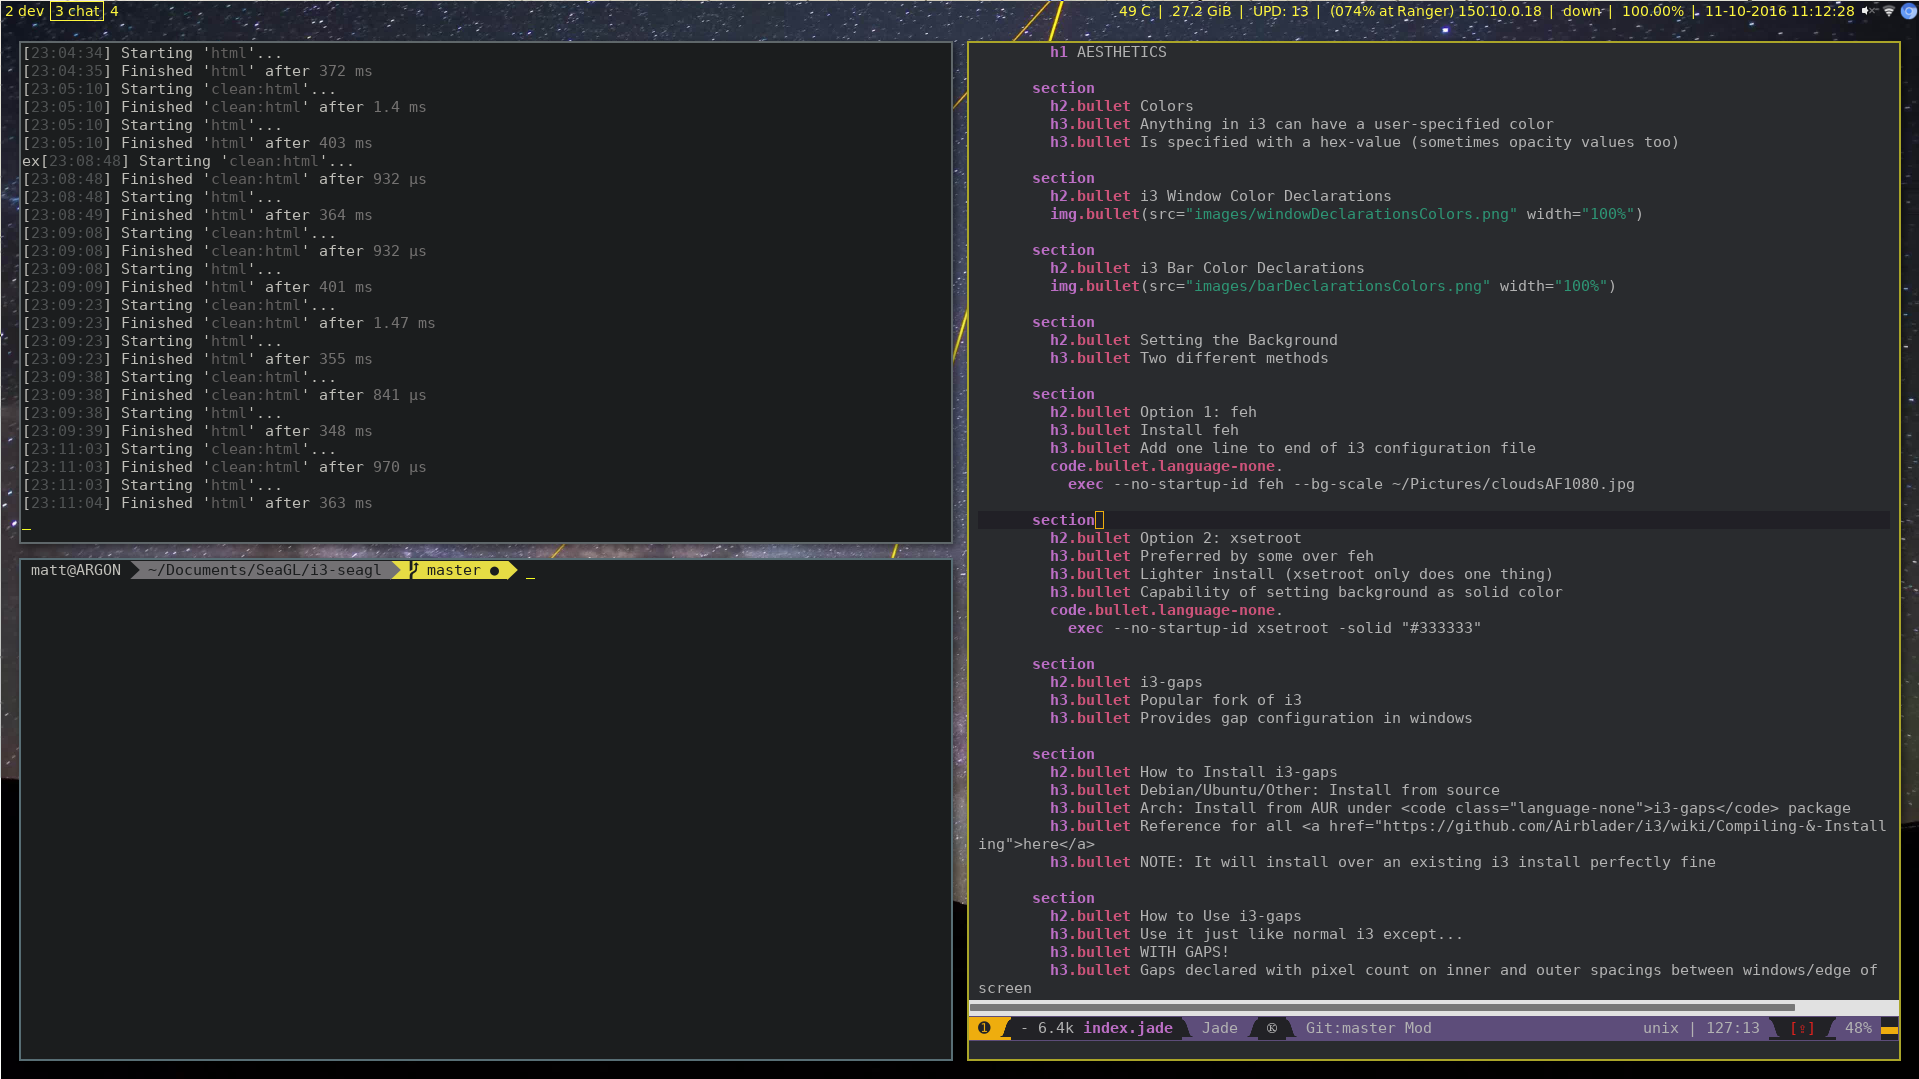 2 dev 3 chat 4 49 C | 27.2 GiB | UPD: 13 | (074% at Ranger) 150.10.0.18 | down | 100.00% | 11-10-2016 11:12:28
[23:04:34] Starting 'html'...
[23:04:35] Finished 'html' after 372 ms
[23:05:10] Starting 'clean:html'...
[23:05:10] Finished 'clean:html' after 1.4 ms
[23:05:10] Starting 'html'...
[23:05:10] Finished 'html' after 403 ms
ex[23:08:48] Starting 'clean:html'...
[23:08:48] Finished 'clean:html' after 932 µs
[23:08:48] Starting 'html'...
[23:08:49] Finished 'html' after 364 ms
[23:09:08] Starting 'clean:html'...
[23:09:08] Finished 'clean:html' after 932 µs
[23:09:08] Starting 'html'...
[23:09:09] Finished 'html' after 401 ms
[23:09:23] Starting 'clean:html'...
[23:09:23] Finished 'clean:html' after 1.47 ms
[23:09:23] Starting 'html'...
[23:09:23] Finished 'html' after 355 ms
[23:09:38] Starting 'clean:html'...
[23:09:38] Finished 'clean:html' after 841 µs
[23:09:38] Starting 'html'...
[23:09:39] Finished 'html' after 348 ms
[23:11:03] Starting 'clean:html'...
[23:11:03] Finished 'clean:html' after 970 µs
[23:11:03] Starting 'html'...
[23:11:04] Finished 'html' after 363 ms
_
matt@ARGON ~/Documents/SeaGL/i3-seagl master ● _
h1 AESTHETICS
section
h2.bullet Colors
h3.bullet Anything in i3 can have a user-specified color
h3.bullet Is specified with a hex-value (sometimes opacity values too)
section
h2.bullet i3 Window Color Declarations
img.bullet(src="images/windowDeclarationsColors.png" width="100%")
section
h2.bullet i3 Bar Color Declarations
img.bullet(src="images/barDeclarationsColors.png" width="100%")
section
h2.bullet Setting the Background
h3.bullet Two different methods
section
h2.bullet Option 1: feh
h3.bullet Install feh
h3.bullet Add one line to end of i3 configuration file
code.bullet.language-none.
exec --no-startup-id feh --bg-scale ~/Pictures/cloudsAF1080.jpg
section
h2.bullet Option 2: xsetroot
h3.bullet Preferred by some over feh
h3.bullet Lighter install (xsetroot only does one thing)
h3.bullet Capability of setting background as solid color
code.bullet.language-none.
exec --no-startup-id xsetroot -solid "#333333"
section
h2.bullet i3-gaps
h3.bullet Popular fork of i3
h3.bullet Provides gap configuration in windows
section
h2.bullet How to Install i3-gaps
h3.bullet Debian/Ubuntu/Other: Install from source
h3.bullet Arch: Install from AUR under <code class="language-none">i3-gaps</code> package
h3.bullet Reference for all <a href="https://github.com/Airblader/i3/wiki/Compiling-&-Install
ing">here</a>
h3.bullet NOTE: It will install over an existing i3 install perfectly fine
section
h2.bullet How to Use i3-gaps
h3.bullet Use it just like normal i3 except...
h3.bullet WITH GAPS!
h3.bullet Gaps declared with pixel count on inner and outer spacings between windows/edge of
screen
❶ - 6.4k index.jade Jade Ⓚ Git:master Mod unix | 127:13 [⇧] 48%